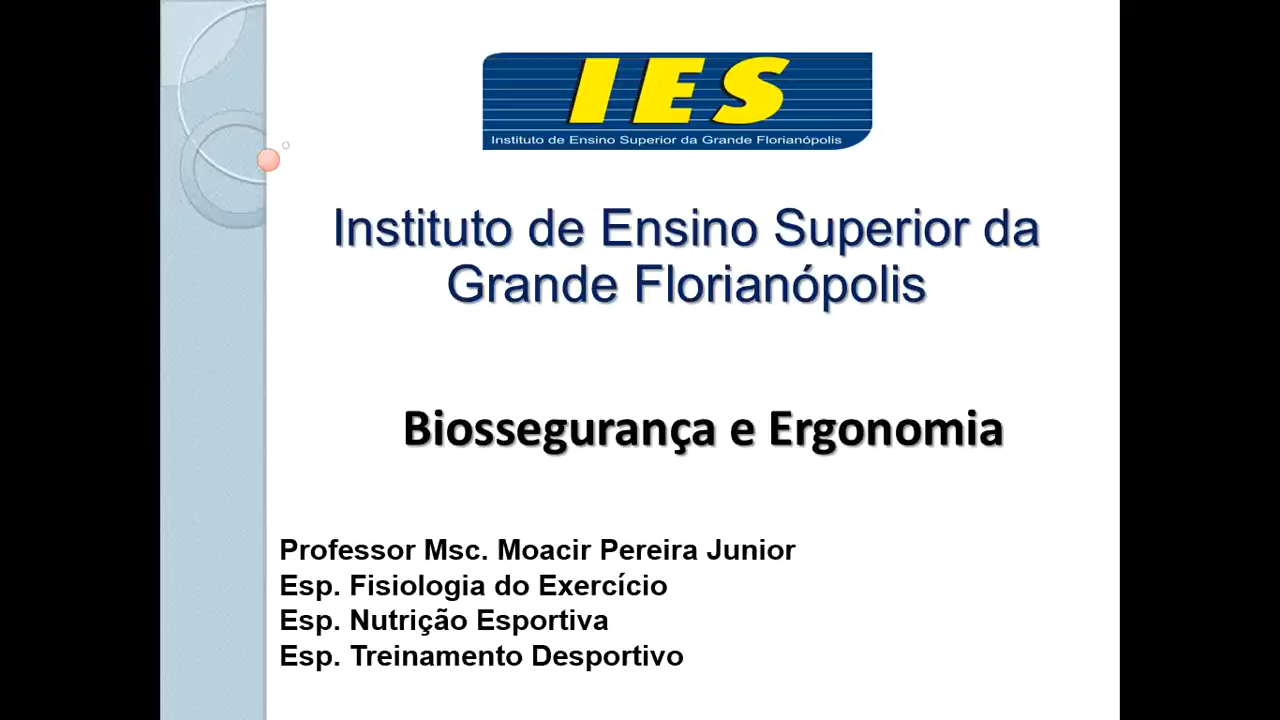 IES
Instituto de Ensino Superior da Grande Florianópolis
Instituto de Ensino Superior da
Grande Florianópolis
Biossegurança e Ergonomia
Professor Msc. Moacir Pereira Junior
Esp. Fisiologia do Exercício
Esp. Nutrição Esportiva
Esp. Treinamento Desportivo